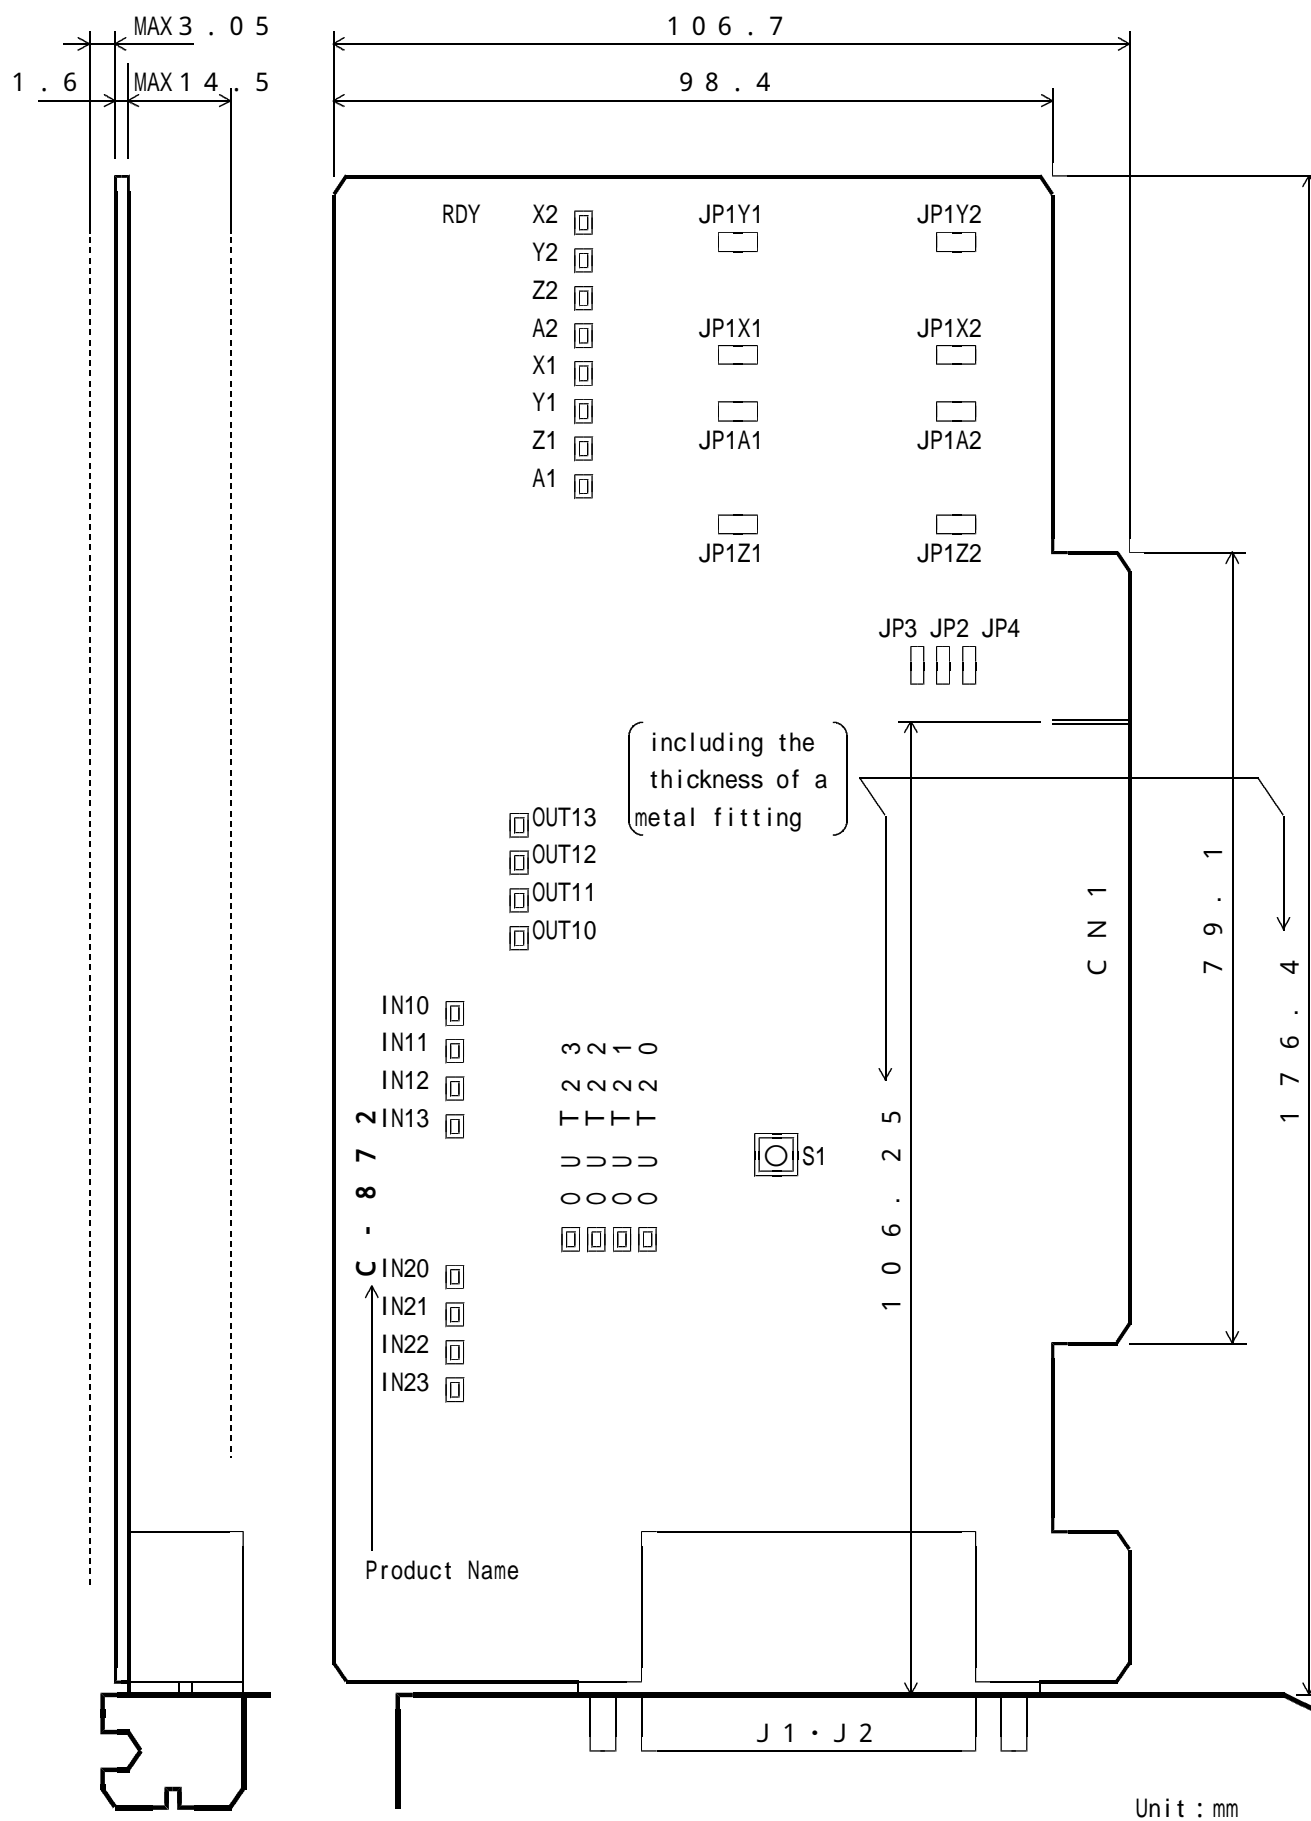 MAX3.05
106.7
1.6
MAX14.5
98.4
RDY
X2
Y2
Z2
A2
X1
Y1
Z1
A1
JP1Y1
JP1Y2
JP1X1
JP1X2
JP1A1
JP1A2
JP1Z1
JP1Z2
JP3 JP2 JP4
including the
thickness of a
metal fitting
OUT13
OUT12
OUT11
OUT10
CN1
79.1
176.4
IN10
IN11
IN12
IN13
C-872
OUT23
OUT22
OUT21
OUT20
S1
106.25
IN20
IN21
IN22
IN23
Product Name
J1・J2
Unit:mm